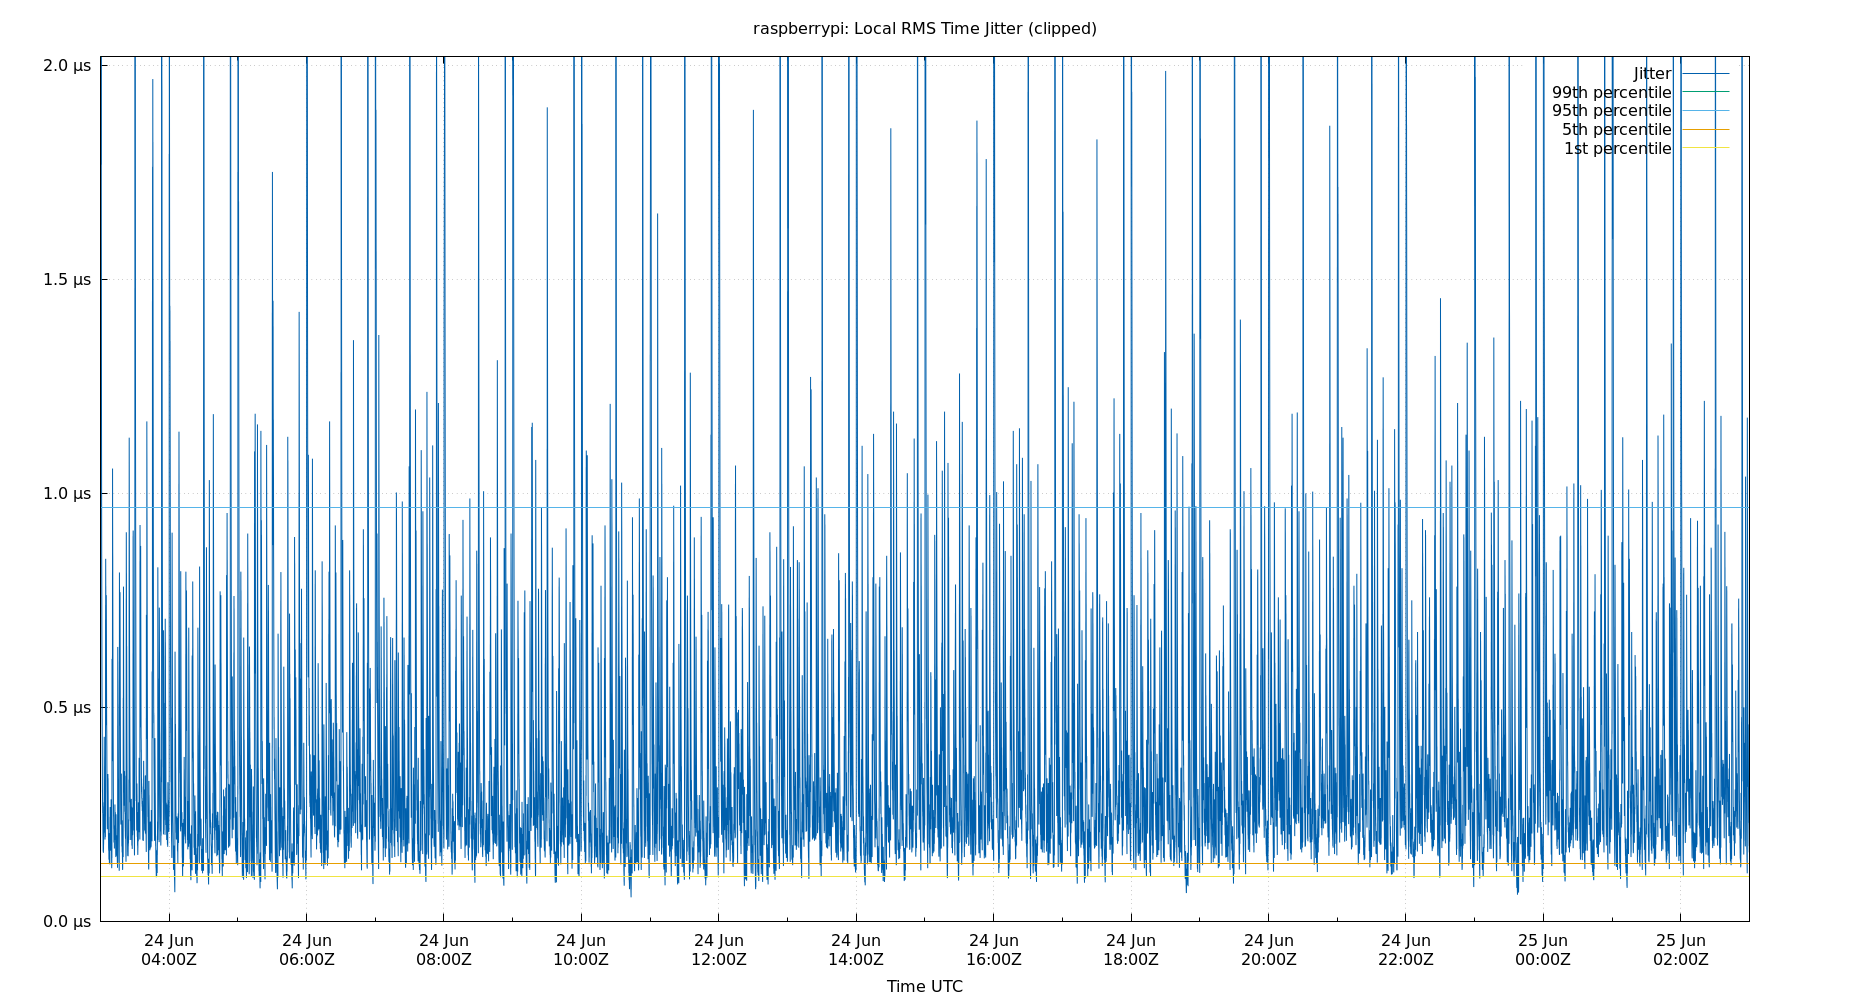 raspberrypi: Local RMS Time Jitter (clipped)
2.0 µs
1.5 µs
1.0 µs
0.5 µs
0.0 µs
Jitter
99th percentile
95th percentile
5th percentile
1st percentile
24 Jun 24 Jun 24 Jun 24 Jun 24 Jun 24 Jun 24 Jun 24 Jun 24 Jun 24 Jun 25 Jun 25 Jun
04:00Z 06:00Z 08:00Z 10:00Z 12:00Z 14:00Z 16:00Z 18:00Z 20:00Z 22:00Z 00:00Z 02:00Z
Time UTC